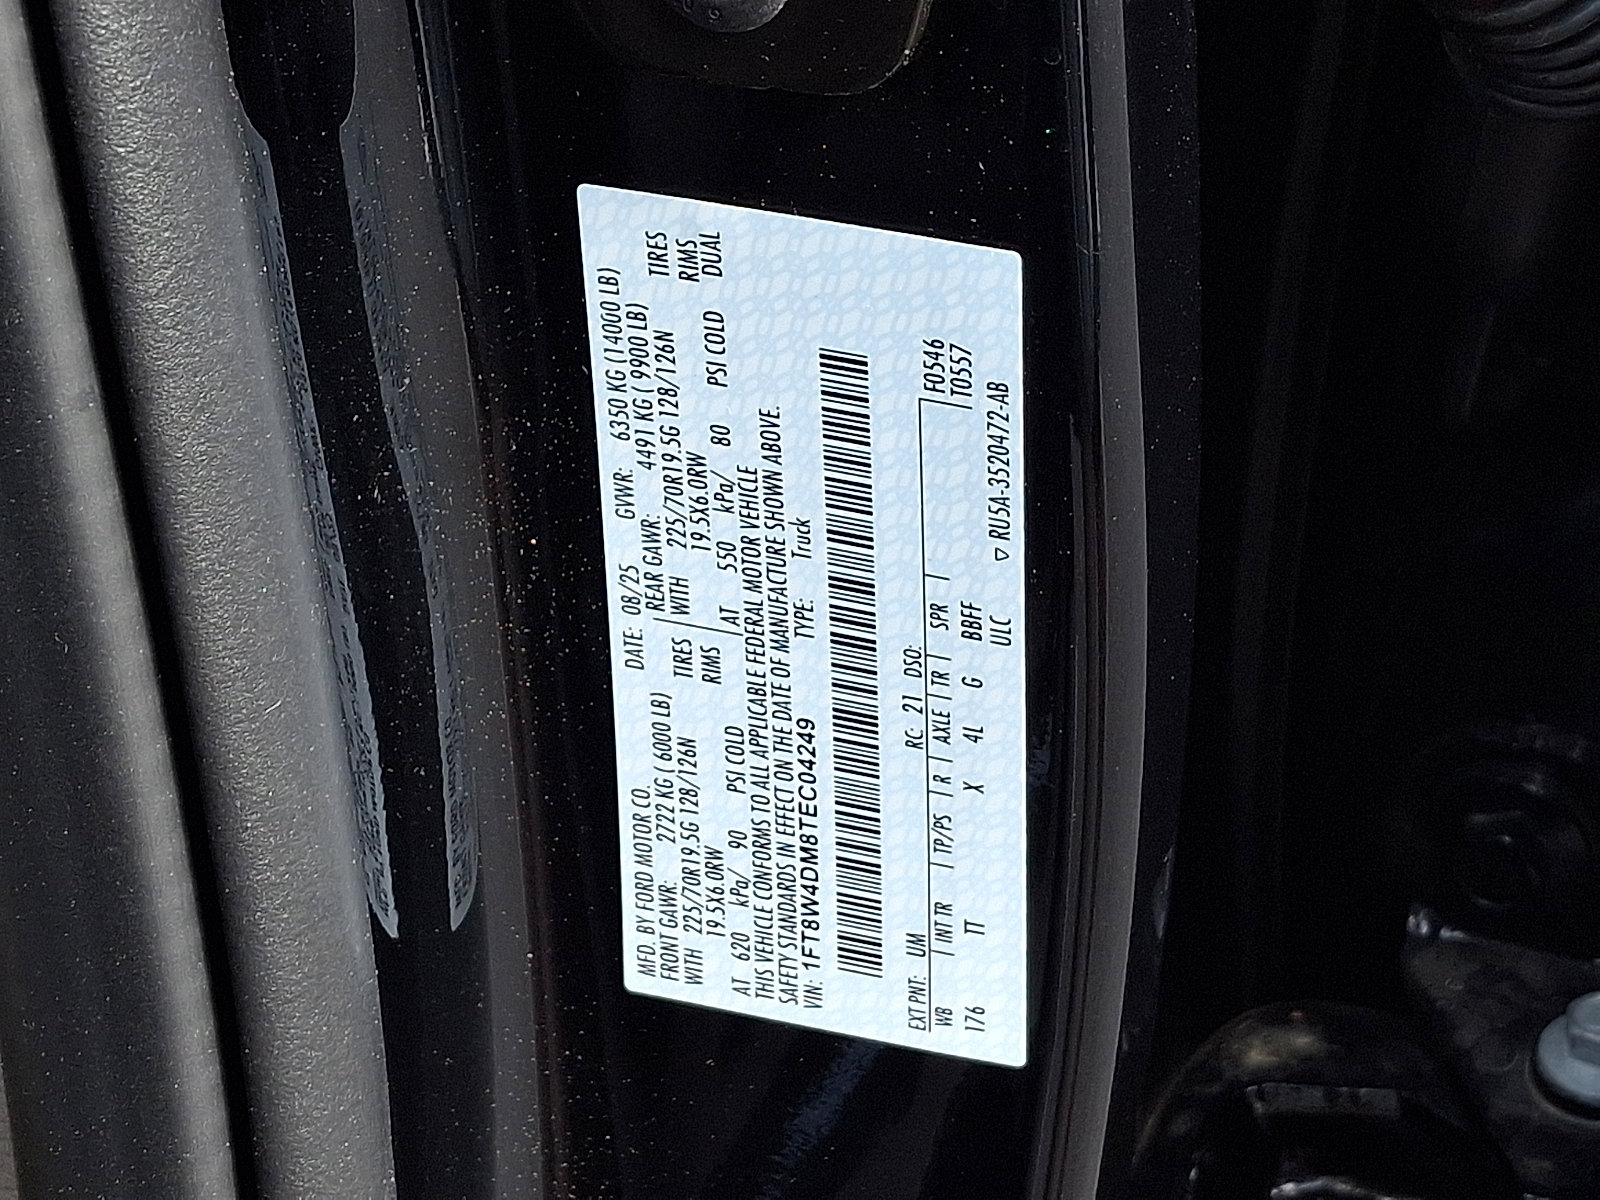 MFD. BY FORD MOTOR CO. DATE: 08/25 GVWR: 6350 KG (14000 LB)
FRONT GAWR: 2722 KG ( 6000 LB) REAR GAWR: 4491 KG ( 9900 LB)
WITH 225/70R19.5G 128/126N TIRES WITH 225/70R19.5G 128/126N TIRES
19.5X6.0RW RIMS 19.5X6.0RW RIMS
AT 620 kPa/ 90 PSI COLD AT 550 kPa/ 80 PSI COLD DUAL
THIS VEHICLE CONFORMS TO ALL APPLICABLE FEDERAL MOTOR VEHICLE
SAFETY STANDARDS IN EFFECT ON THE DATE OF MANUFACTURE SHOWN ABOVE.
VIN: 1FT8W4DM8TEC04249 TYPE: Truck
EXT PNT: UM RC: 21 DSO: F0546
WB | INT TR | TP/PS | R | AXLE | TR | SPR | T0557
176 TT X 4L G BBFF
ULC ▽ RU5A-3520472-AB